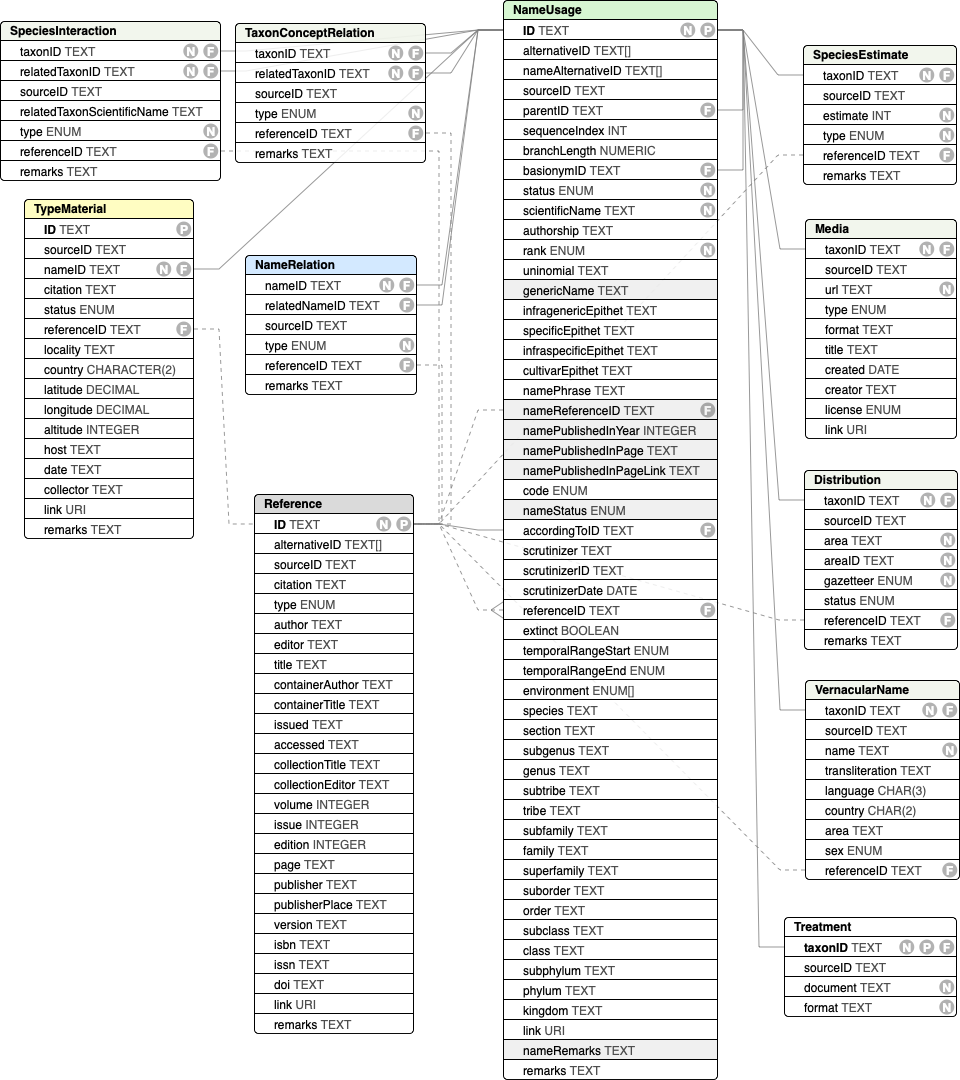 SpeciesInteraction
taxonID TEXT N F
relatedTaxonID TEXT N F
sourceID TEXT
relatedTaxonScientificName TEXT
type ENUM N
referenceID TEXT F
remarks TEXT
TaxonConceptRelation
taxonID TEXT N F
relatedTaxonID TEXT N F
sourceID TEXT
type ENUM N
referenceID TEXT F
remarks TEXT
TypeMaterial
ID TEXT P
sourceID TEXT
nameID TEXT N F
citation TEXT
status ENUM
referenceID TEXT F
locality TEXT
country CHARACTER(2)
latitude DECIMAL
longitude DECIMAL
altitude INTEGER
host TEXT
date TEXT
collector TEXT
link URI
remarks TEXT
NameRelation
nameID TEXT N F
relatedNameID TEXT F
sourceID TEXT
type ENUM N
referenceID TEXT F
remarks TEXT
Reference
ID TEXT N P
alternativeID TEXT[]
sourceID TEXT
citation TEXT
type ENUM
author TEXT
editor TEXT
title TEXT
containerAuthor TEXT
containerTitle TEXT
issued TEXT
accessed TEXT
collectionTitle TEXT
collectionEditor TEXT
volume INTEGER
issue INTEGER
edition INTEGER
page TEXT
publisher TEXT
publisherPlace TEXT
version TEXT
isbn TEXT
issn TEXT
doi TEXT
link URI
remarks TEXT
NameUsage
ID TEXT N P
alternativeID TEXT[]
nameAlternativeID TEXT[]
sourceID TEXT
parentID TEXT F
sequenceIndex INT
branchLength NUMERIC
basionymID TEXT F
status ENUM N
scientificName TEXT N
authorship TEXT
rank ENUM N
uninomial TEXT
genericName TEXT
infragenericEpithet TEXT
specificEpithet TEXT
infraspecificEpithet TEXT
cultivarEpithet TEXT
namePhrase TEXT
nameReferenceID TEXT F
namePublishedInYear INTEGER
namePublishedInPage TEXT
namePublishedInPageLink TEXT
code ENUM
nameStatus ENUM
accordingToID TEXT F
scrutinizer TEXT
scrutinizerID TEXT
scrutinizerDate DATE
referenceID TEXT F
extinct BOOLEAN
temporalRangeStart ENUM
temporalRangeEnd ENUM
environment ENUM[]
species TEXT
section TEXT
subgenus TEXT
genus TEXT
subtribe TEXT
tribe TEXT
subfamily TEXT
family TEXT
superfamily TEXT
suborder TEXT
order TEXT
subclass TEXT
class TEXT
subphylum TEXT
phylum TEXT
kingdom TEXT
link URI
nameRemarks TEXT
remarks TEXT
SpeciesEstimate
taxonID TEXT N F
sourceID TEXT
estimate INT N
type ENUM N
referenceID TEXT F
remarks TEXT
Media
taxonID TEXT N F
sourceID TEXT
url TEXT N
type ENUM
format TEXT
title TEXT
created DATE
creator TEXT
license ENUM
link URI
Distribution
taxonID TEXT N F
sourceID TEXT
area TEXT N
areaID TEXT N
gazetteer ENUM N
status ENUM
referenceID TEXT F
remarks TEXT
VernacularName
taxonID TEXT N F
sourceID TEXT
name TEXT N
transliteration TEXT
language CHAR(3)
country CHAR(2)
area TEXT
sex ENUM
referenceID TEXT F
Treatment
taxonID TEXT N P F
sourceID TEXT
document TEXT N
format TEXT N